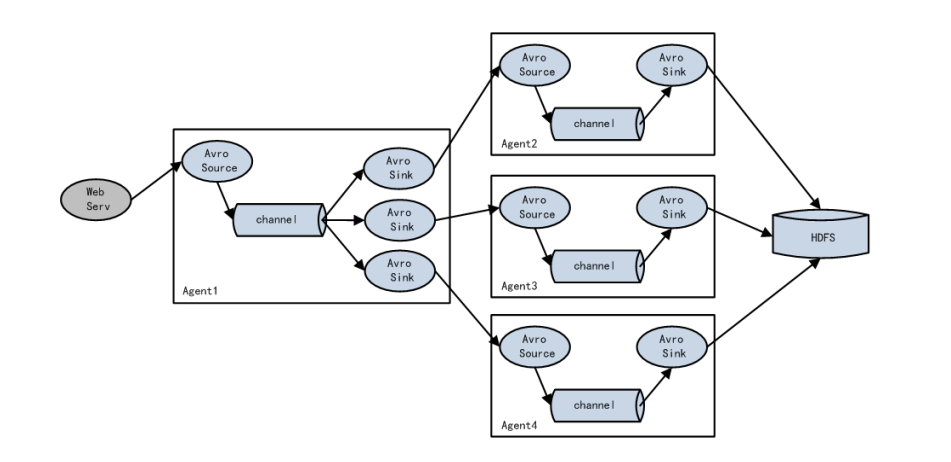 Web
Serv
Avro
Source
channel
Avro
Sink
Avro
Sink
Avro
Sink
Agent1
Avro
Source
channel
Avro
Sink
Agent2
Avro
Source
channel
Avro
Sink
Agent3
Avro
Source
channel
Avro
Sink
Agent4
HDFS